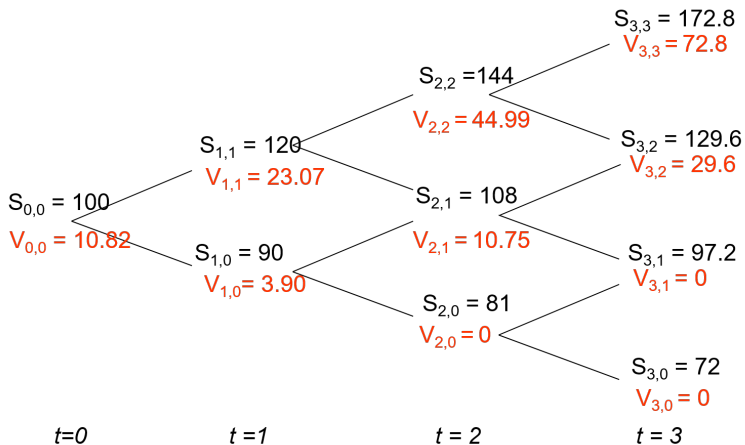 S3,3 = 172.8
V3,3 = 72.8
S2,2 =144
V2,2 = 44.99
S1,1 = 120
V1,1 = 23.07
S3,2 = 129.6
V3,2 = 29.6
S0,0 = 100
V0,0 = 10.82
S2,1 = 108
V2,1 = 10.75
S1,0 = 90
V1,0= 3.90
S3,1 = 97.2
V3,1 = 0
S2,0 = 81
V2,0 = 0
S3,0 = 72
V3,0 = 0
t=0
t =1
t = 2
t = 3